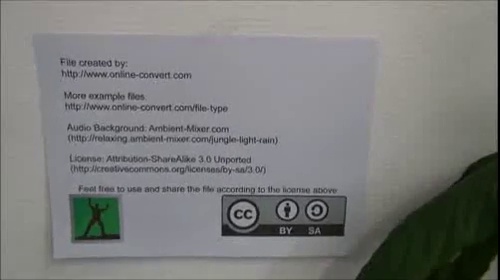 File created by:
http://www.online-convert.com
More example files:
http://www.online-convert.com/file-type
Audio Background: Ambient-Mixer.com
(http://relaxing.ambient-mixer.com/jungle-light-rain)
License: Attribution-ShareAlike 3.0 Unported
(http://creativecommons.org/licenses/by-sa/3.0/)
Feel free to use and share the file according to the license above
CC
BY SA